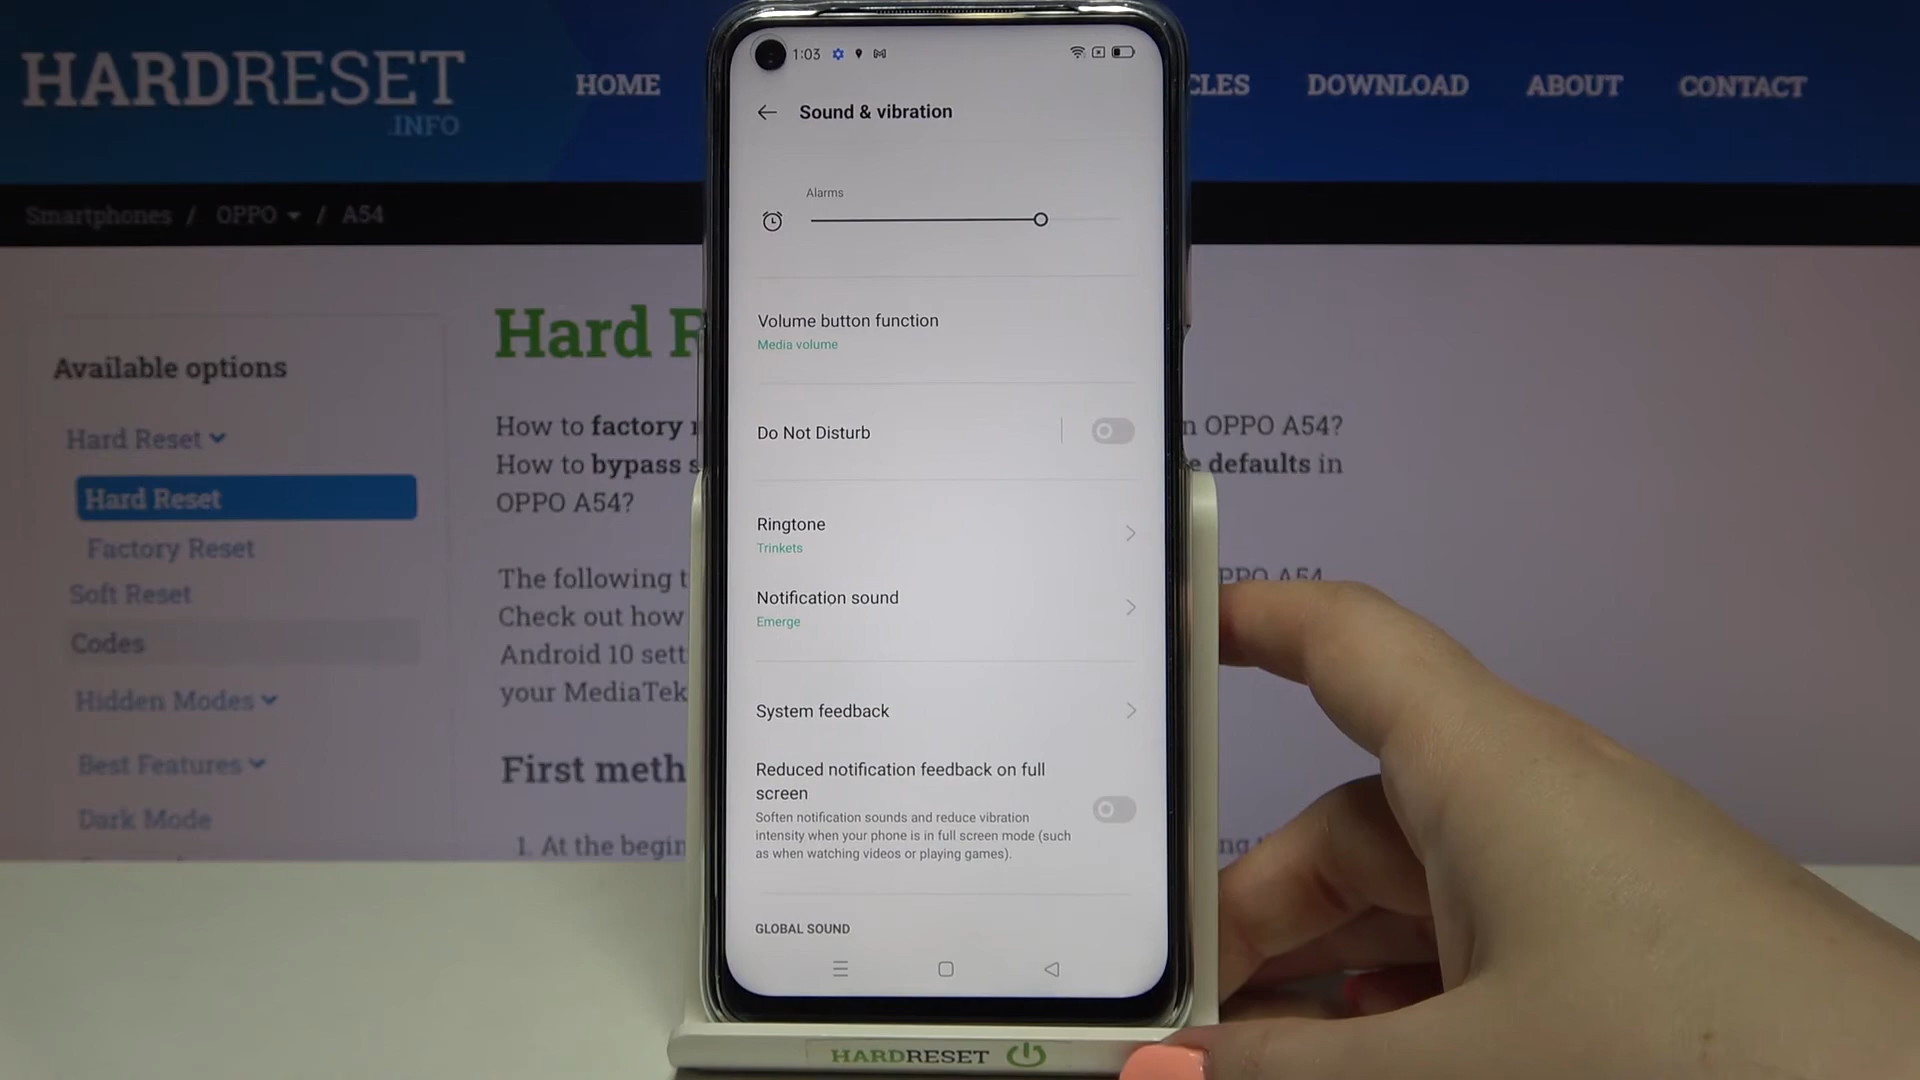 HARDRESET
.INFO
HOME
CLES
DOWNLOAD
ABOUT
CONTACT
Smartphones / OPPO / A54
Available options
Hard Reset
Hard Reset
Factory Reset
Soft Reset
Codes
Hidden Modes
Best Features
Dark Mode
Hard R
How to factory
n OPPO A54?
How to bypass s
e defaults in
OPPO A54?
The following t
PPO A54
Check out how
Android 10 sett
your MediaTek
First meth
1. At the begin
1:03
Sound & vibration
Alarms
Volume button function
Media volume
Do Not Disturb
Ringtone
Trinkets
Notification sound
Emerge
System feedback
Reduced notification feedback on full
screen
Soften notification sounds and reduce vibration
intensity when your phone is in full screen mode (such
as when watching videos or playing games).
GLOBAL SOUND
HARDRESET